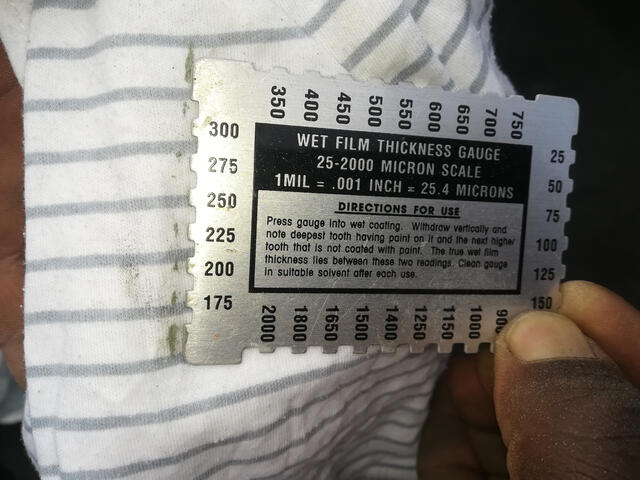 350 400 450 500 550 600 650 700 750
300
275
250
225
200
175
WET FILM THICKNESS GAUGE
25-2000 MICRON SCALE
1MIL = .001 INCH = 25.4 MICRONS
DIRECTIONS FOR USE
Press gauge into wet coating. Withdraw vertically and
note deepest tooth having paint on it and the next higher
tooth that is not coated with paint. The true wet film
thickness lies between these two readings. Clean gauge
in suitable solvent after each use.
25
50
75
100
125
150
2000 1800 1650 1500 1400 1250 1150 1000